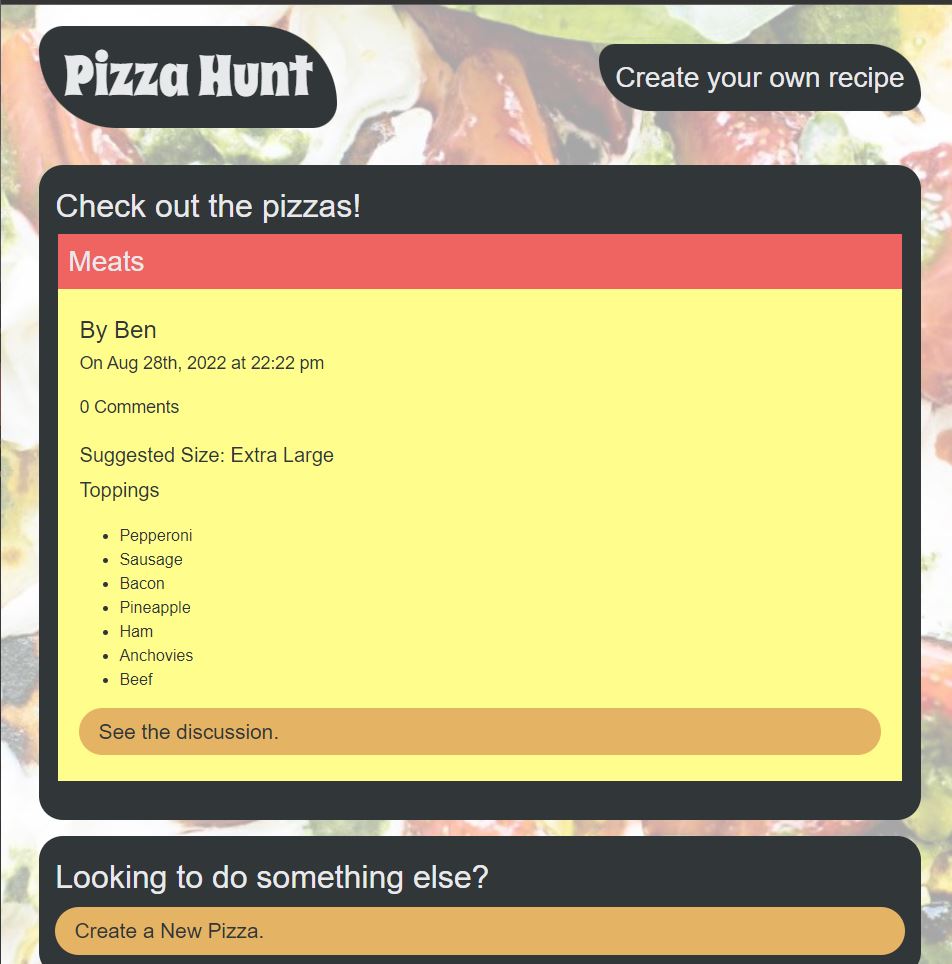 Pizza Hunt
Create your own recipe
Check out the pizzas!
Meats
By Ben
On Aug 28th, 2022 at 22:22 pm
0 Comments
Suggested Size: Extra Large
Toppings
Pepperoni
Sausage
Bacon
Pineapple
Ham
Anchovies
Beef
See the discussion.
Looking to do something else?
Create a New Pizza.